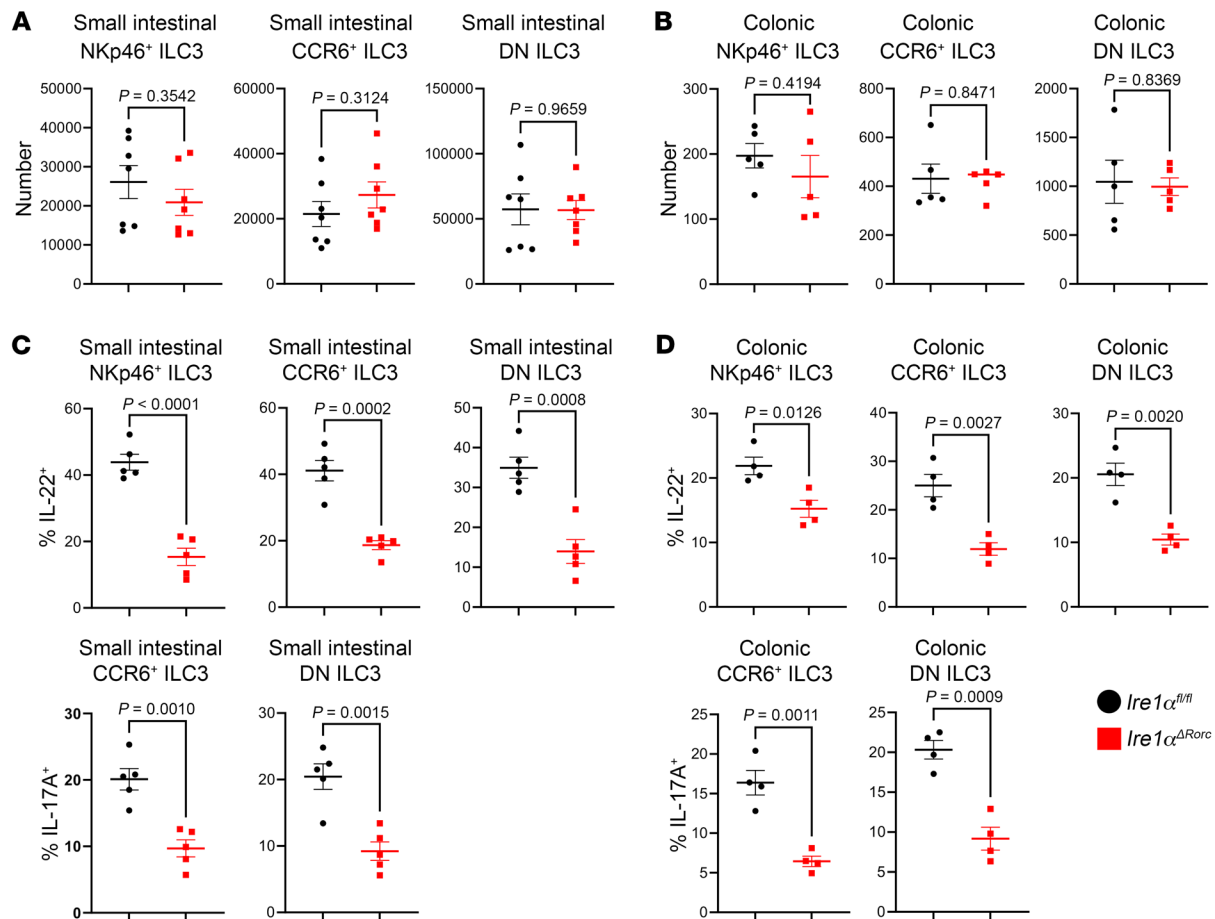 A
Small intestinal
NKp46⁺ ILC3
Small intestinal
CCR6⁺ ILC3
Small intestinal
DN ILC3
Number
50000
40000
30000
20000
10000
0
P = 0.3542
60000
40000
20000
0
P = 0.3124
150000
100000
50000
0
P = 0.9659
B
Colonic
NKp46⁺ ILC3
Colonic
CCR6⁺ ILC3
Colonic
DN ILC3
Number
300
200
100
0
P = 0.4194
800
600
400
200
0
P = 0.8471
2000
1500
1000
500
0
P = 0.8369
C
Small intestinal
NKp46⁺ ILC3
Small intestinal
CCR6⁺ ILC3
Small intestinal
DN ILC3
% IL-22⁺
60
40
20
0
P < 0.0001
60
40
20
0
P = 0.0002
50
40
30
20
10
0
P = 0.0008
Small intestinal
CCR6⁺ ILC3
Small intestinal
DN ILC3
% IL-17A⁺
30
20
10
0
P = 0.0010
30
20
10
0
P = 0.0015
D
Colonic
NKp46⁺ ILC3
Colonic
CCR6⁺ ILC3
Colonic
DN ILC3
% IL-22⁺
30
20
10
0
P = 0.0126
40
30
20
10
0
P = 0.0027
30
20
10
0
P = 0.0020
Colonic
CCR6⁺ ILC3
Colonic
DN ILC3
% IL-17A⁺
25
20
15
10
5
0
P = 0.0011
25
20
15
10
5
0
P = 0.0009
Ire1α^fl/fl
Ire1α^ΔRorc